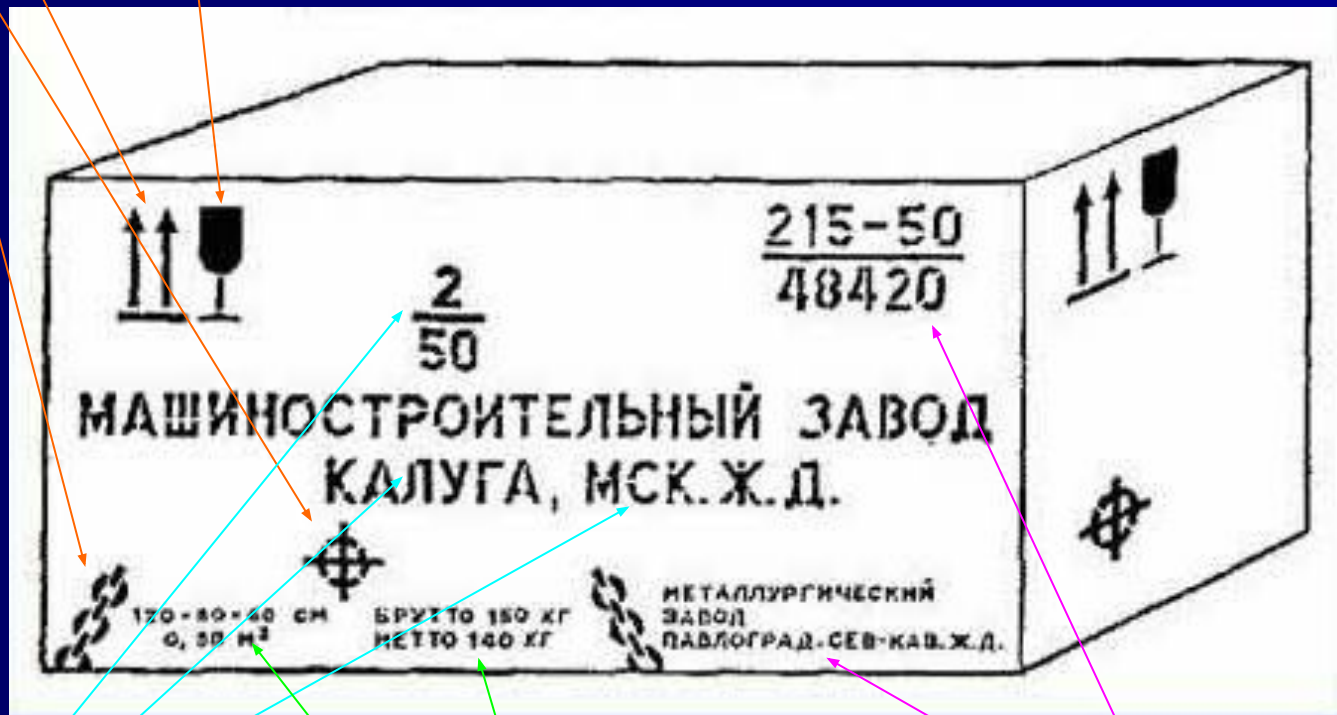 215-50
48420
2
50
МАШИНОСТРОИТЕЛЬНЫЙ ЗАВОД
КАЛУГА, МСК.Ж.Д.
СМ БРУТТО 150 КГ
М³ НЕТТО 140 КГ
МЕТАЛЛУРГИЧЕСКИЙ
ЗАВОД
ПАВЛОГРАД.СЕВ-КАВ.Ж.Д.